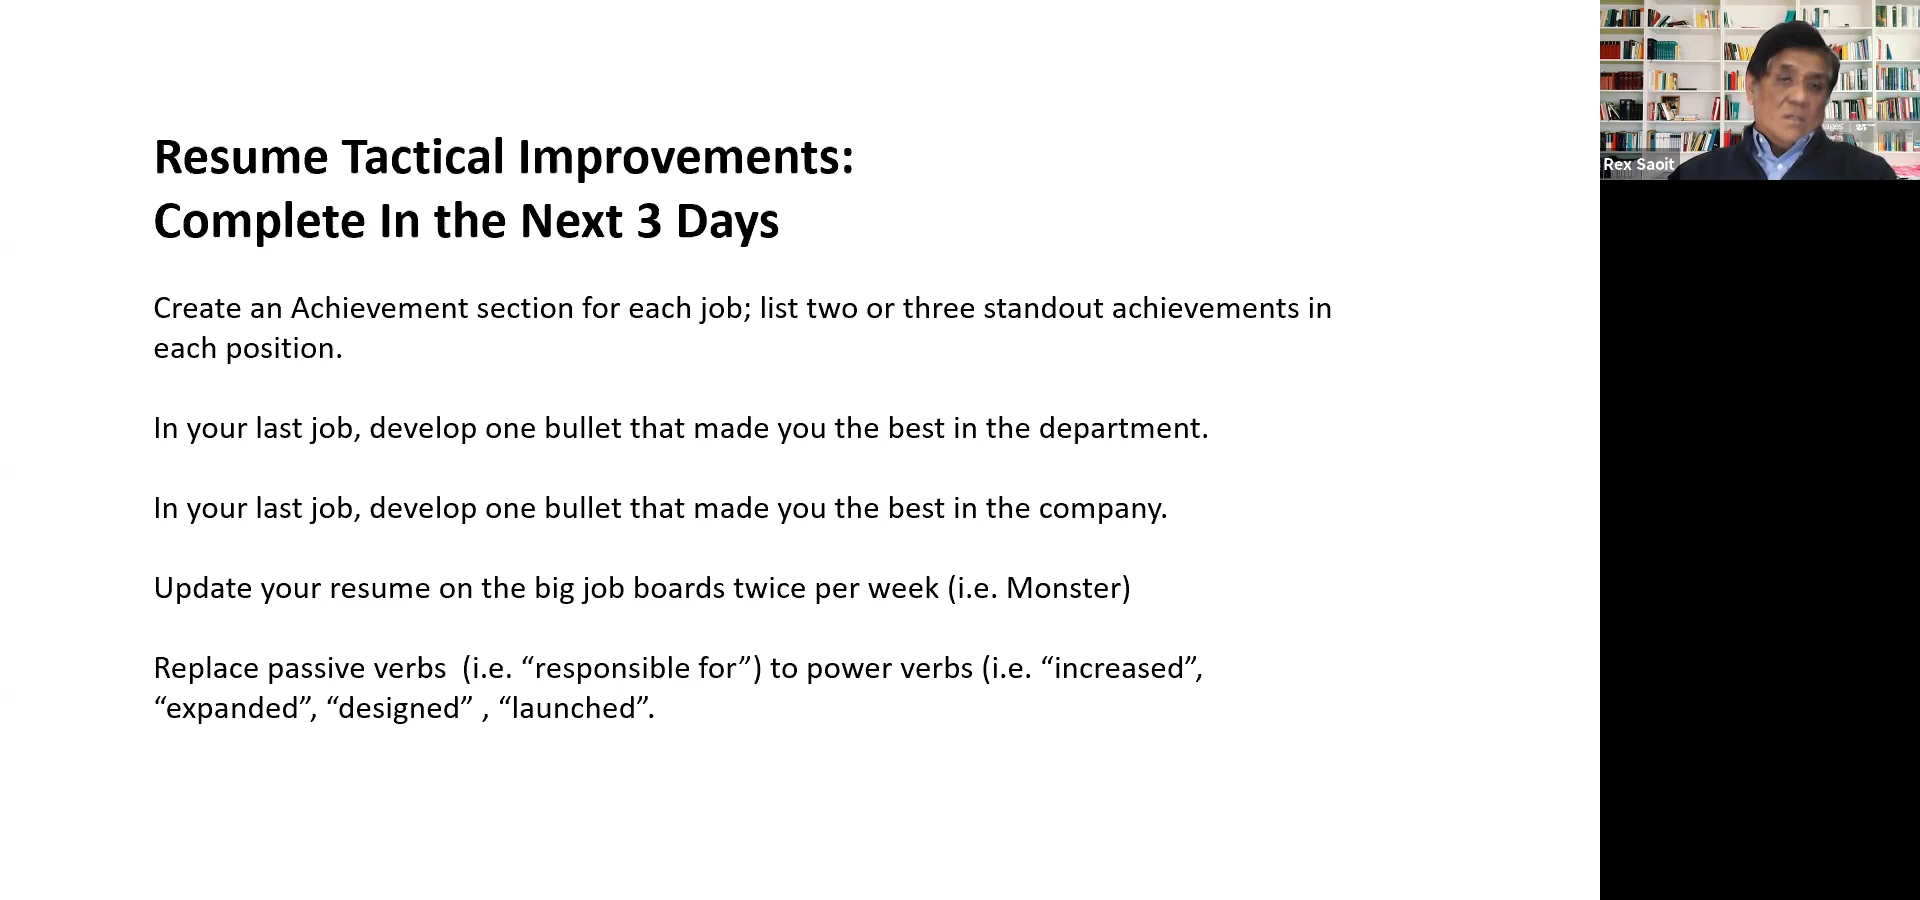 Resume Tactical Improvements:
Complete In the Next 3 Days
Create an Achievement section for each job; list two or three standout achievements in
each position.
In your last job, develop one bullet that made you the best in the department.
In your last job, develop one bullet that made you the best in the company.
Update your resume on the big job boards twice per week (i.e. Monster)
Replace passive verbs  (i.e. “responsible for”) to power verbs (i.e. “increased”,
“expanded”, “designed” , “launched”.
Rex Saoit